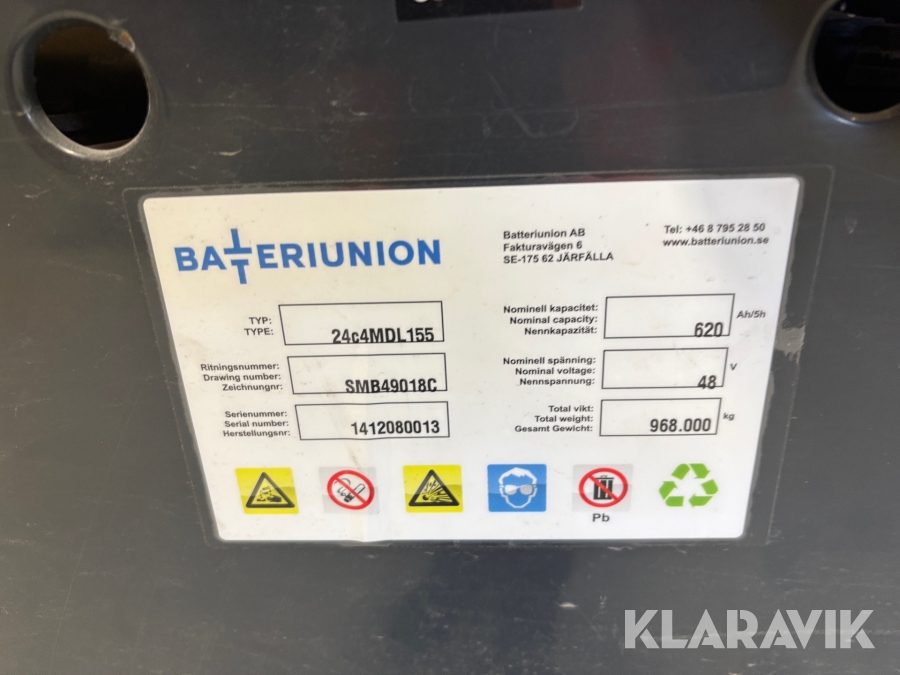 BATTERIUNION
Batteriunion AB
Fakturavägen 6
SE-175 62 JÄRFÄLLA
Tel: +46 8 795 28 50
www.batteriunion.se
TYP:
TYPE:
24c4MDL155
Ritningsnummer:
Drawing number:
Zeichnungnr:
SMB49018C
Serienummer:
Serial number:
Herstellungsnr:
1412080013
Nominell kapacitet:
Nominal capacity:
Nennkapazität:
620
Ah/5h
Nominell spänning:
Nominal voltage:
Nennspannung:
48
V
Total vikt:
Total weight:
Gesamt Gewicht:
968.000
kg
Pb
KLARAVIK